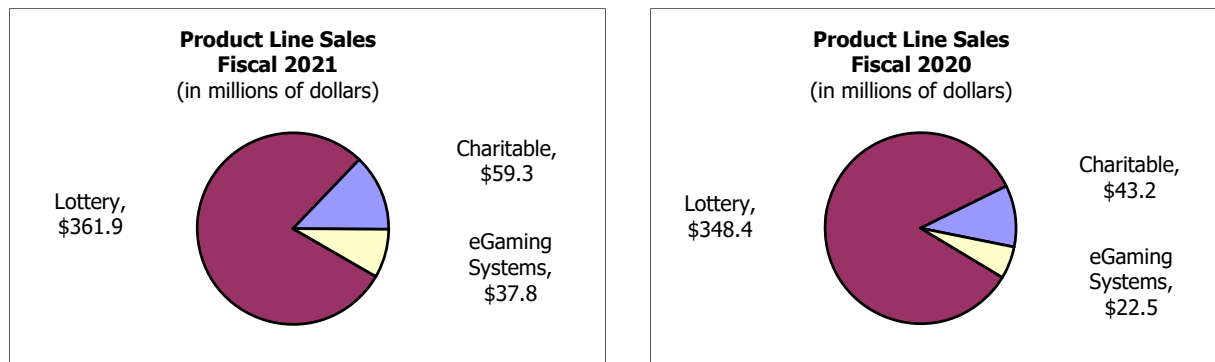 Product Line Sales
Fiscal 2021
(in millions of dollars)
Charitable,
$59.3
Lottery,
$361.9
eGaming
Systems,
$37.8
Product Line Sales
Fiscal 2020
(in millions of dollars)
Charitable,
$43.2
Lottery,
$348.4
eGaming
Systems,
$22.5